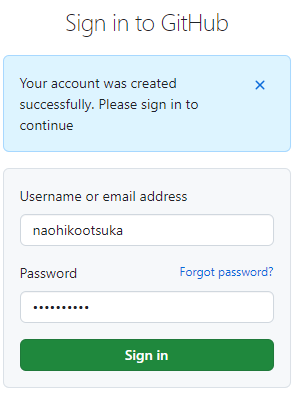 Sign in to GitHub
Your account was created
successfully. Please sign in to
continue
Username or email address
naohikootsuka
Password
Forgot password?
••••••••••
Sign in